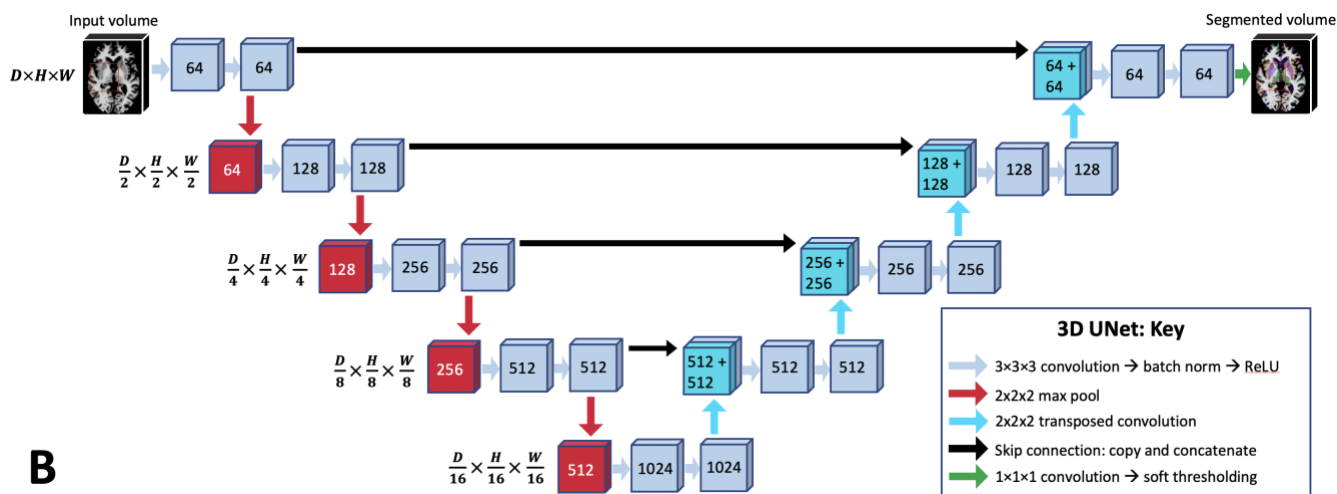 Input volume
Segmented volume
D×H×W
64
64
64 +
64
64
64
D/2 × H/2 × W/2
64
128
128
128 +
128
128
128
D/4 × H/4 × W/4
128
256
256
256 +
256
256
256
D/8 × H/8 × W/8
256
512
512
512 +
512
512
512
D/16 × H/16 × W/16
512
1024
1024
3D UNet: Key
3×3×3 convolution → batch norm → ReLU
2x2x2 max pool
2x2x2 transposed convolution
Skip connection: copy and concatenate
1×1×1 convolution → soft thresholding
B